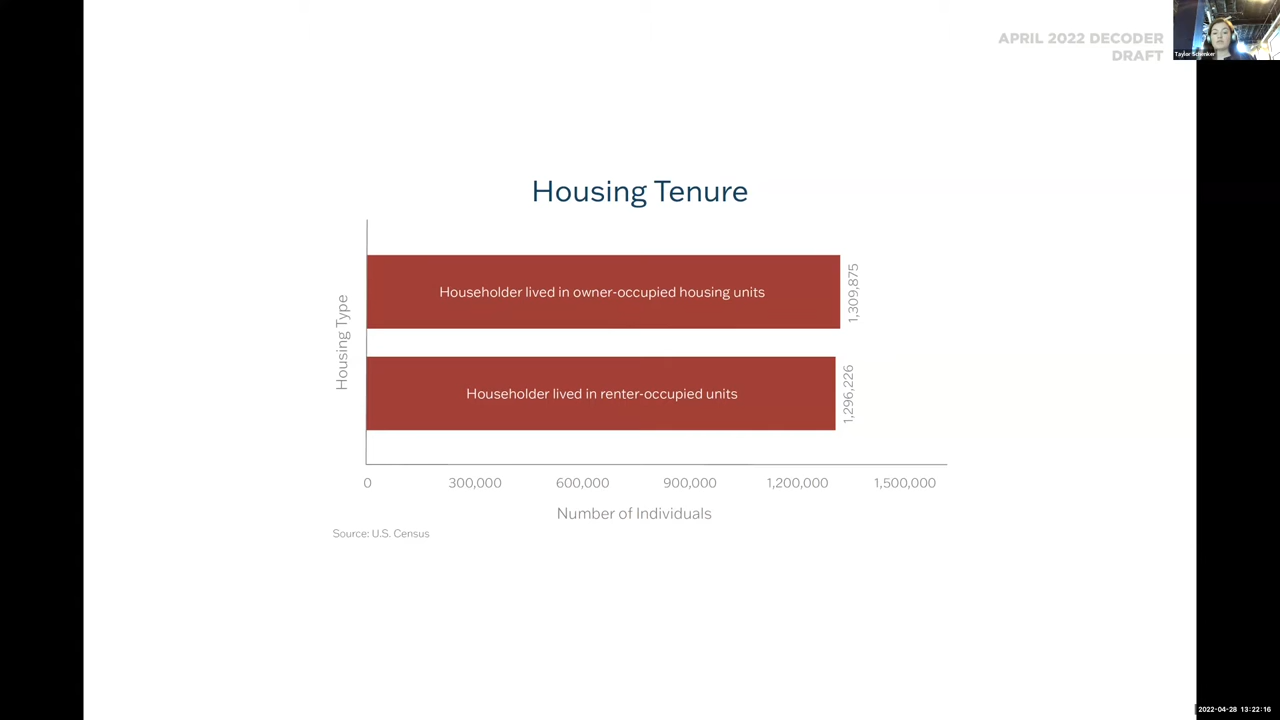 APRIL 2022 DECODER
DRAFT
Taylor Schimker
Housing Tenure
Housing Type
Householder lived in owner-occupied housing units
1,309,875
Householder lived in renter-occupied units
1,296,226
0 300,000 600,000 900,000 1,200,000 1,500,000
Number of Individuals
Source: U.S. Census
2022-04-28 13:22:16